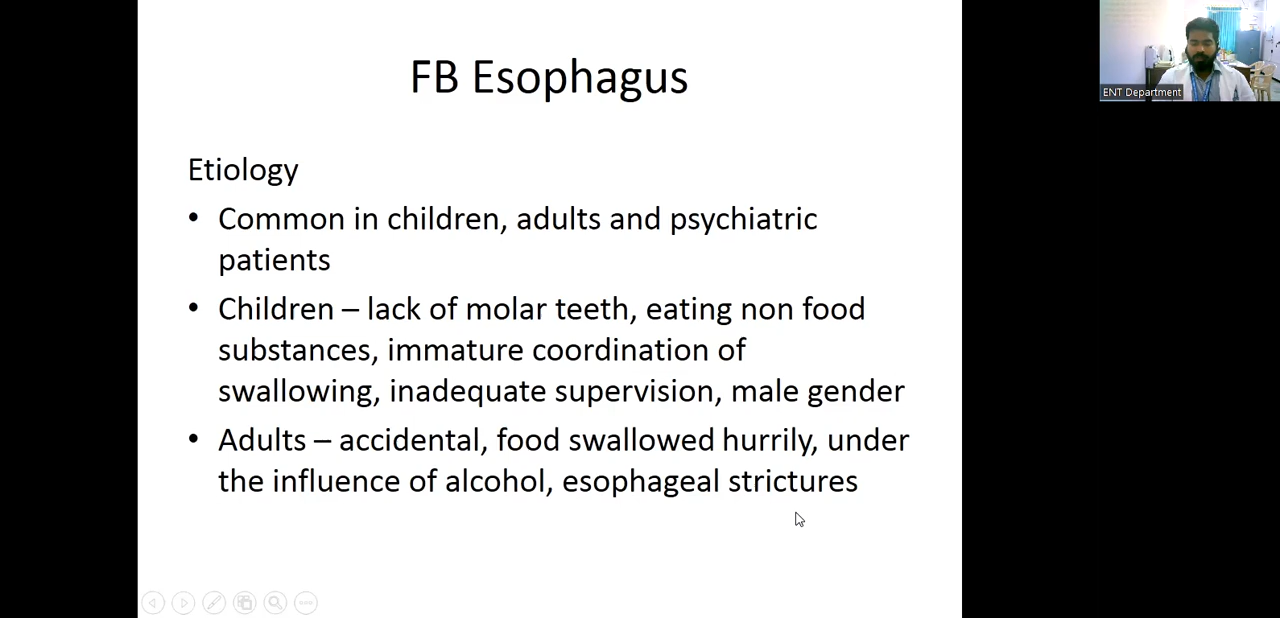 FB Esophagus
ENT Department
Etiology
• Common in children, adults and psychiatric
patients
• Children – lack of molar teeth, eating non food
substances, immature coordination of
swallowing, inadequate supervision, male gender
• Adults – accidental, food swallowed hurrily, under
the influence of alcohol, esophageal strictures